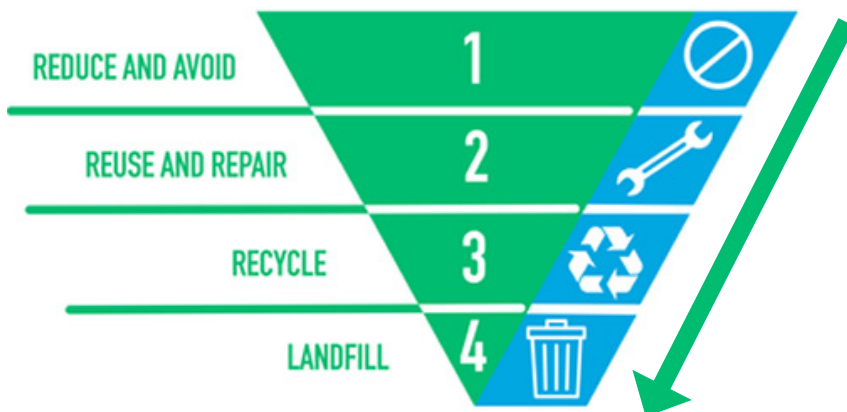 REDUCE AND AVOID 1
REUSE AND REPAIR 2
RECYCLE 3
LANDFILL 4